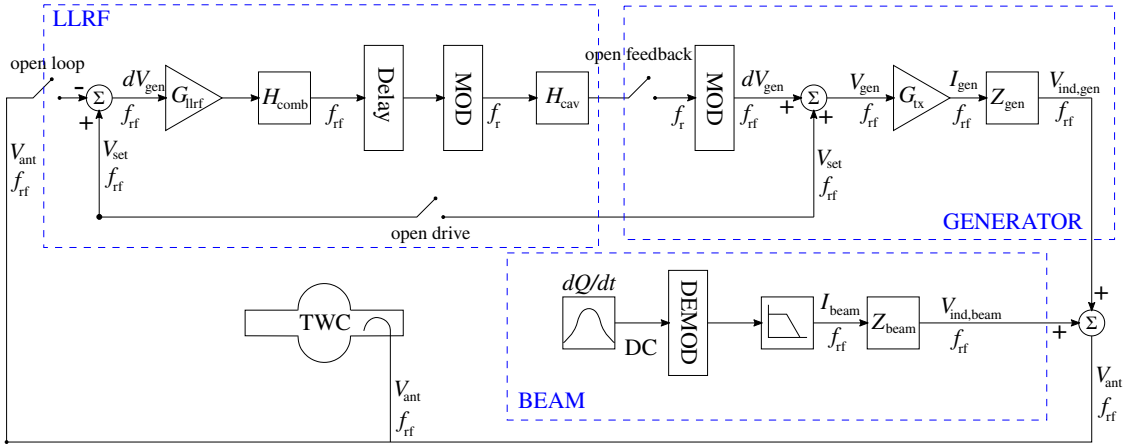 LLRF
open loop
-
Σ
+
dV_gen
f_rf
G_llrf
H_comb
f_rf
Delay
MOD
f_r
H_cav
V_set
f_rf
V_ant
f_rf
open drive
open feedback
f_r
MOD
dV_gen
f_rf
+
Σ
+
V_gen
f_rf
G_tx
I_gen
f_rf
Z_gen
V_ind,gen
f_rf
V_set
f_rf
GENERATOR
TWC
V_ant
f_rf
dQ/dt
DC
DEMOD
I_beam
f_rf
Z_beam
V_ind,beam
f_rf
BEAM
+
+
Σ
V_ant
f_rf